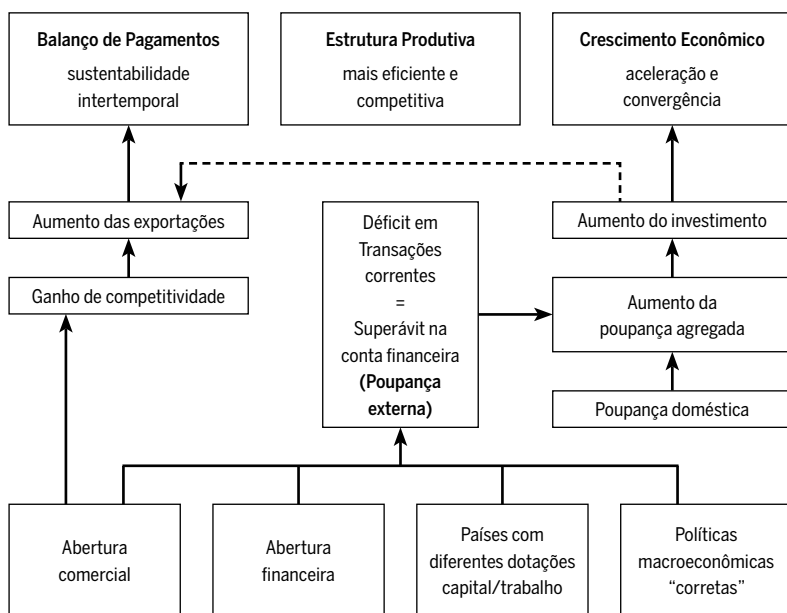 Balanço de Pagamentos
sustentabilidade
intertemporal
Estrutura Produtiva
mais eficiente e
competitiva
Crescimento Econômico
aceleração e
convergência
Aumento das exportações
Ganho de competitividade
Déficit em
Transações
correntes
=
Superávit na
conta financeira
(Poupança
externa)
Aumento do investimento
Aumento da
poupança agregada
Poupança doméstica
Abertura
comercial
Abertura
financeira
Países com
diferentes dotações
capital/trabalho
Políticas
macroeconômicas
“corretas”